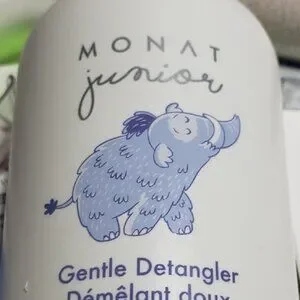 MONAT
junior
Gentle Detangler
Démêlant doux